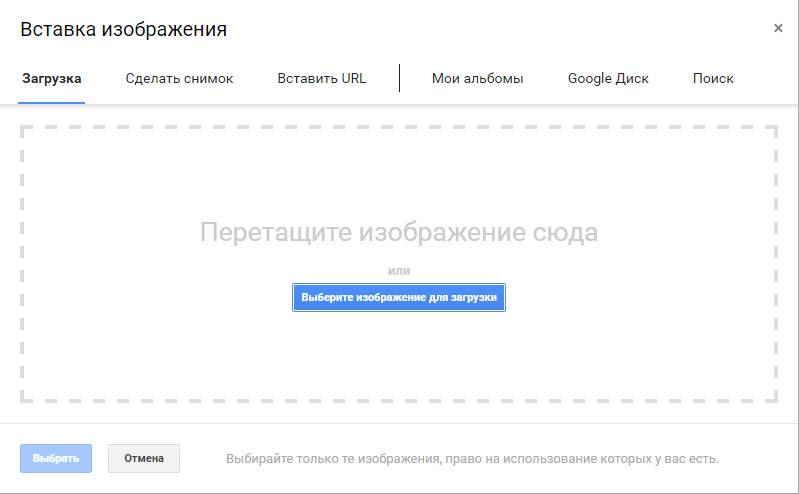 Вставка изображения
×
Загрузка Сделать снимок Вставить URL Мои альбомы Google Диск Поиск
Перетащите изображение сюда
или
Выберите изображение для загрузки
Выбрать Отмена Выбирайте только те изображения, право на использование которых у вас есть.